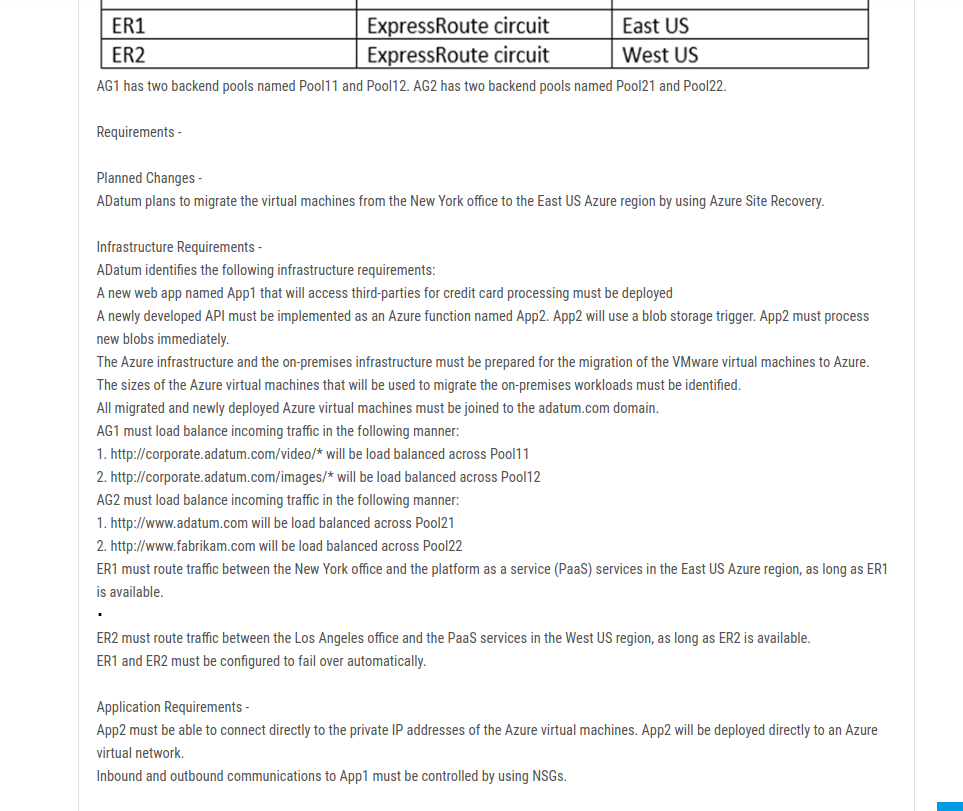 ER1 ExpressRoute circuit East US
ER2 ExpressRoute circuit West US
AG1 has two backend pools named Pool11 and Pool12. AG2 has two backend pools named Pool21 and Pool22.
Requirements -
Planned Changes -
ADatum plans to migrate the virtual machines from the New York office to the East US Azure region by using Azure Site Recovery.
Infrastructure Requirements -
ADatum identifies the following infrastructure requirements:
A new web app named App1 that will access third-parties for credit card processing must be deployed
A newly developed API must be implemented as an Azure function named App2. App2 will use a blob storage trigger. App2 must process
new blobs immediately.
The Azure infrastructure and the on-premises infrastructure must be prepared for the migration of the VMware virtual machines to Azure.
The sizes of the Azure virtual machines that will be used to migrate the on-premises workloads must be identified.
All migrated and newly deployed Azure virtual machines must be joined to the adatum.com domain.
AG1 must load balance incoming traffic in the following manner:
1. http://corporate.adatum.com/video/* will be load balanced across Pool11
2. http://corporate.adatum.com/images/* will be load balanced across Pool12
AG2 must load balance incoming traffic in the following manner:
1. http://www.adatum.com will be load balanced across Pool21
2. http://www.fabrikam.com will be load balanced across Pool22
ER1 must route traffic between the New York office and the platform as a service (PaaS) services in the East US Azure region, as long as ER1
is available.
.
ER2 must route traffic between the Los Angeles office and the PaaS services in the West US region, as long as ER2 is available.
ER1 and ER2 must be configured to fail over automatically.
Application Requirements -
App2 must be able to connect directly to the private IP addresses of the Azure virtual machines. App2 will be deployed directly to an Azure
virtual network.
Inbound and outbound communications to App1 must be controlled by using NSGs.